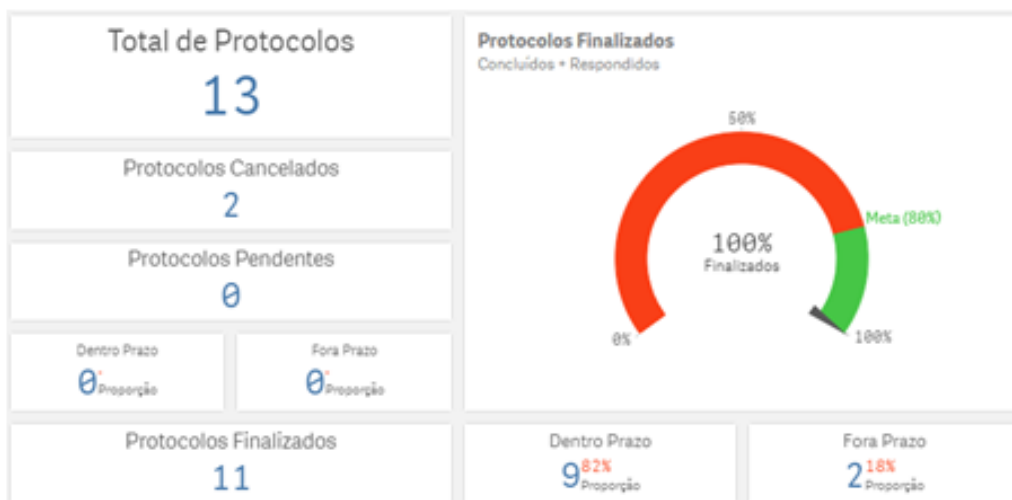 Total de Protocolos
13
Protocolos Cancelados
2
Protocolos Pendentes
0
Dentro Prazo
0- Proporção
Fora Prazo
0- Proporção
Protocolos Finalizados
11
Protocolos Finalizados
Concluídos + Respondidos
50%
Meta (80%)
100%
Finalizados
0%
100%
Dentro Prazo
9 82% Proporção
Fora Prazo
2 18% Proporção